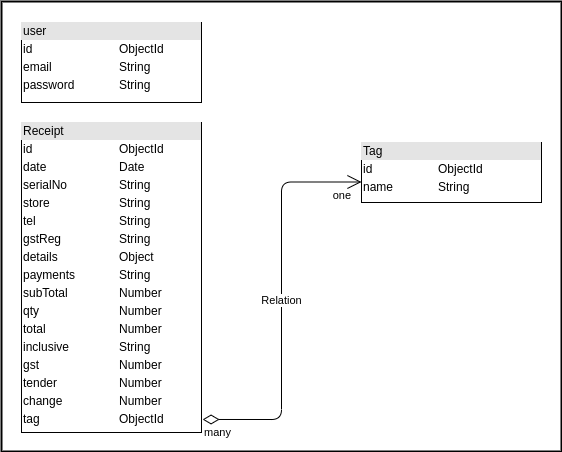 user
id ObjectId
email String
password String
Receipt
id ObjectId
date Date
serialNo String
store String
tel String
gstReg String
details Object
payments String
subTotal Number
qty Number
total Number
inclusive String
gst Number
tender Number
change Number
tag ObjectId
many
Relation
one
Tag
id ObjectId
name String